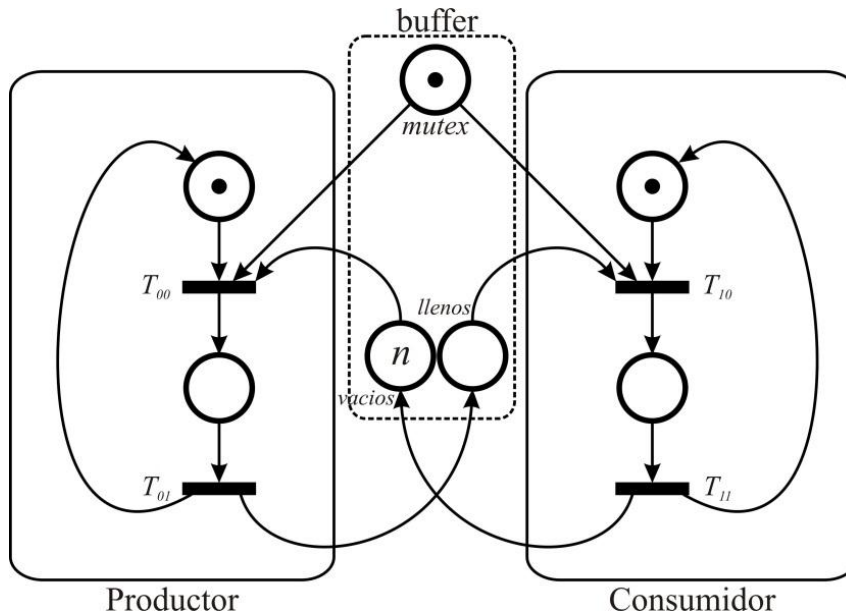 buffer
mutex
T00
llenos
T10
n
vacios
T01
T11
Productor
Consumidor